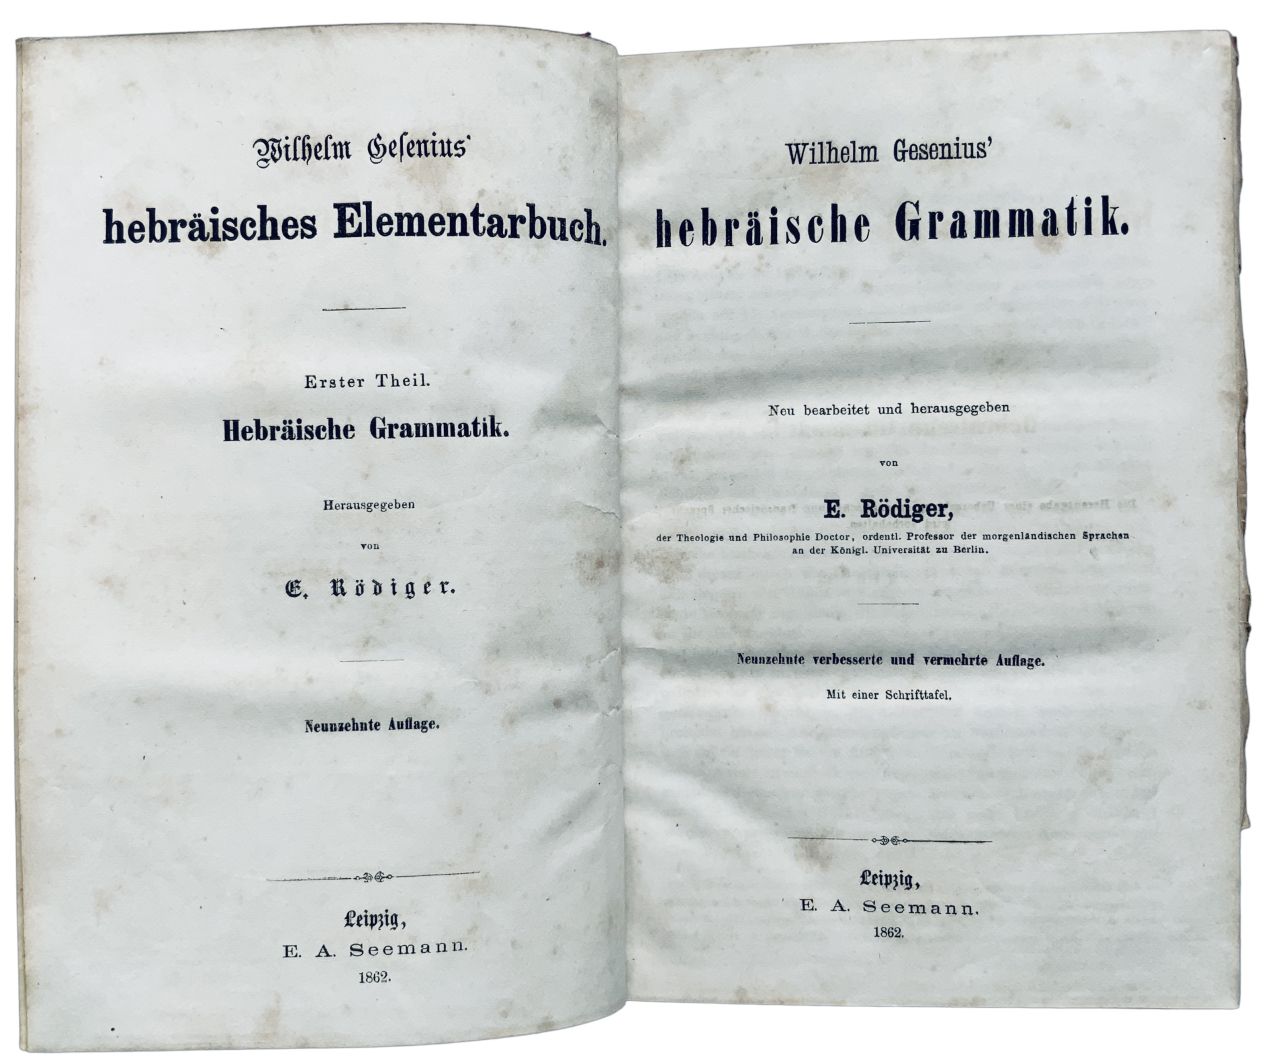 Wilhelm Gesenius'
hebräisches Elementarbuch.
Erster Theil.
Hebräische Grammatik.
Herausgegeben
von
E. Rödiger.
Neunzehnte Auflage.
Leipzig,
E. A. Seemann.
1862.
Wilhelm Gesenius'
hebräische Grammatik.
Neu bearbeitet und herausgegeben
von
E. Rödiger,
der Theologie und Philosophie Doctor, ordentl. Professor der morgenländischen Sprachen
an der Königl. Universität zu Berlin.
Neunzehnte verbesserte und vermehrte Auflage.
Mit einer Schrifttafel.
Leipzig,
E. A. Seemann.
1862.